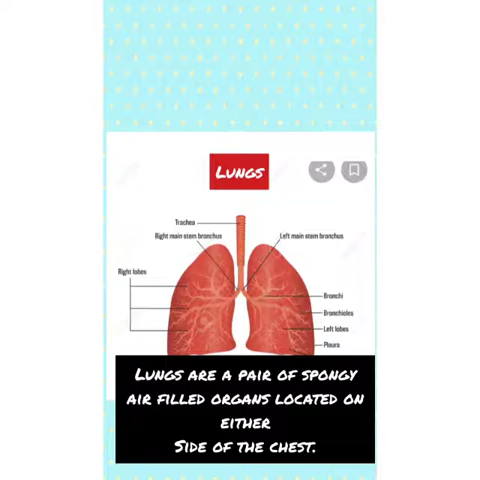 Lungs
Trachea
Right main stem bronchus
Left main stem bronchus
Right lobes
Bronchi
Bronchioles
Left lobes
Pleura
Lungs are a pair of spongy
air filled organs located on
either
Side of the chest.